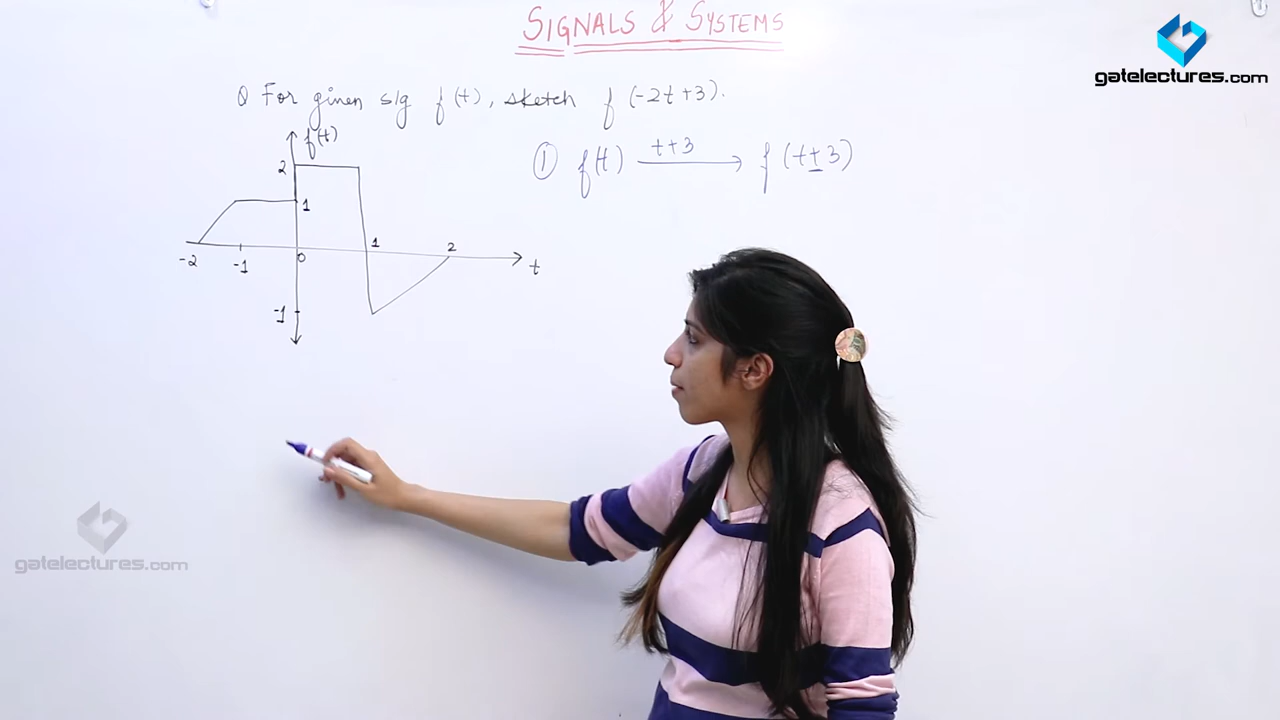 SIGNALS & SYSTEMS
gatelectures.com
Q For given s/g f(t), sketch f(-2t+3).
f(t)
① f(t) t+3 → f(t+3)
2
1
-2 -1 0 1 2 t
-1
gatelectures.com